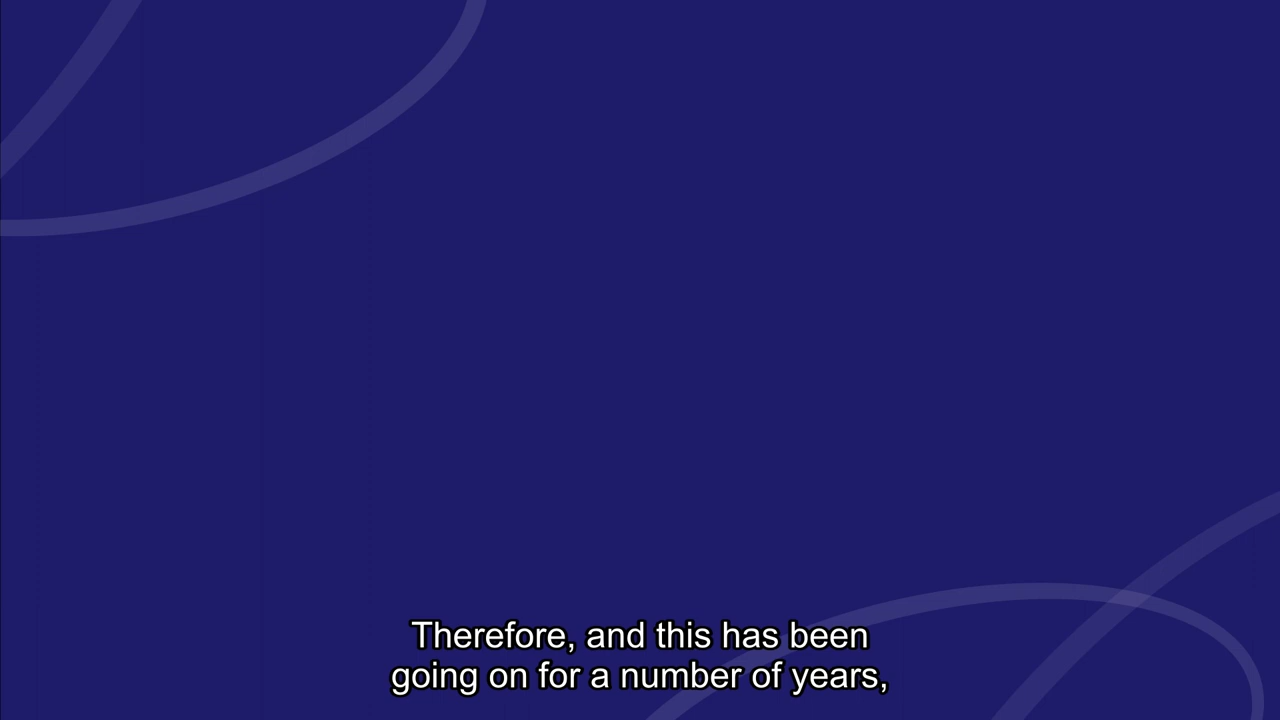 Therefore, and this has been
going on for a number of years,